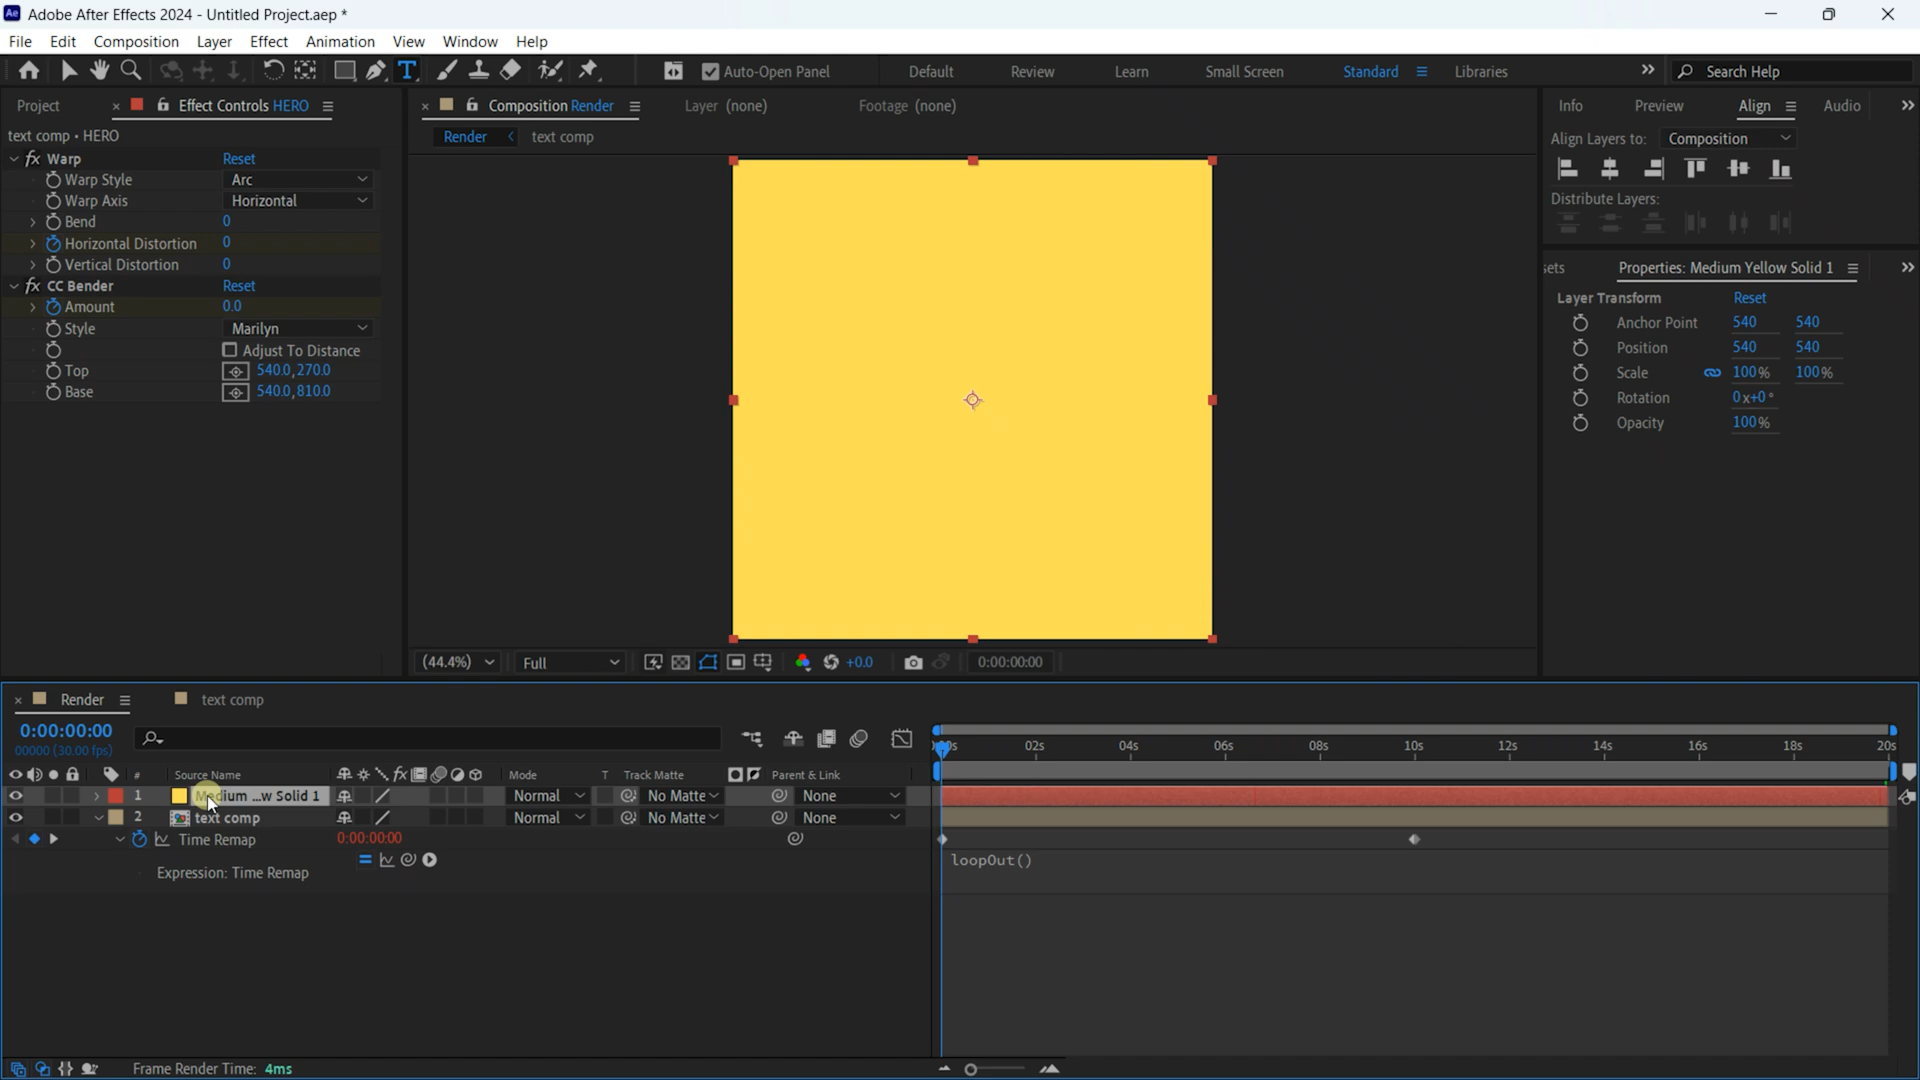 Ae Adobe After Effects 2024 - Untitled Project.aep *
File Edit Composition Layer Effect Animation View Window Help
T Auto-Open Panel Default Review Learn Small Screen Standard Libraries Search Help
Project Effect Controls HERO
text comp • HERO
fx Warp Reset
Warp Style Arc
Warp Axis Horizontal
Bend 0
Horizontal Distortion 0
Vertical Distortion 0
fx CC Bender Reset
Amount 0.0
Style Marilyn
Adjust To Distance
Top 540.0,270.0
Base 540.0,810.0
Composition Render Layer (none) Footage (none)
Render text comp
(44.4%) Full +0.0 0:00:00:00
Info Preview Align Audio
Align Layers to: Composition
Distribute Layers:
sets Properties: Medium Yellow Solid 1
Layer Transform Reset
Anchor Point 540 540
Position 540 540
Scale 100% 100%
Rotation 0x+0°
Opacity 100%
Render text comp
0:00:00:00
00000 (30.00 fps)
02s 04s 06s 08s 10s 12s 14s 16s 18s 20s
# Source Name fx Mode T Track Matte Parent & Link
1 Medium ...w Solid 1 Normal No Matte None
2 text comp Normal No Matte None
Time Remap 0:00:00:00
Expression: Time Remap loopOut()
Frame Render Time: 4ms